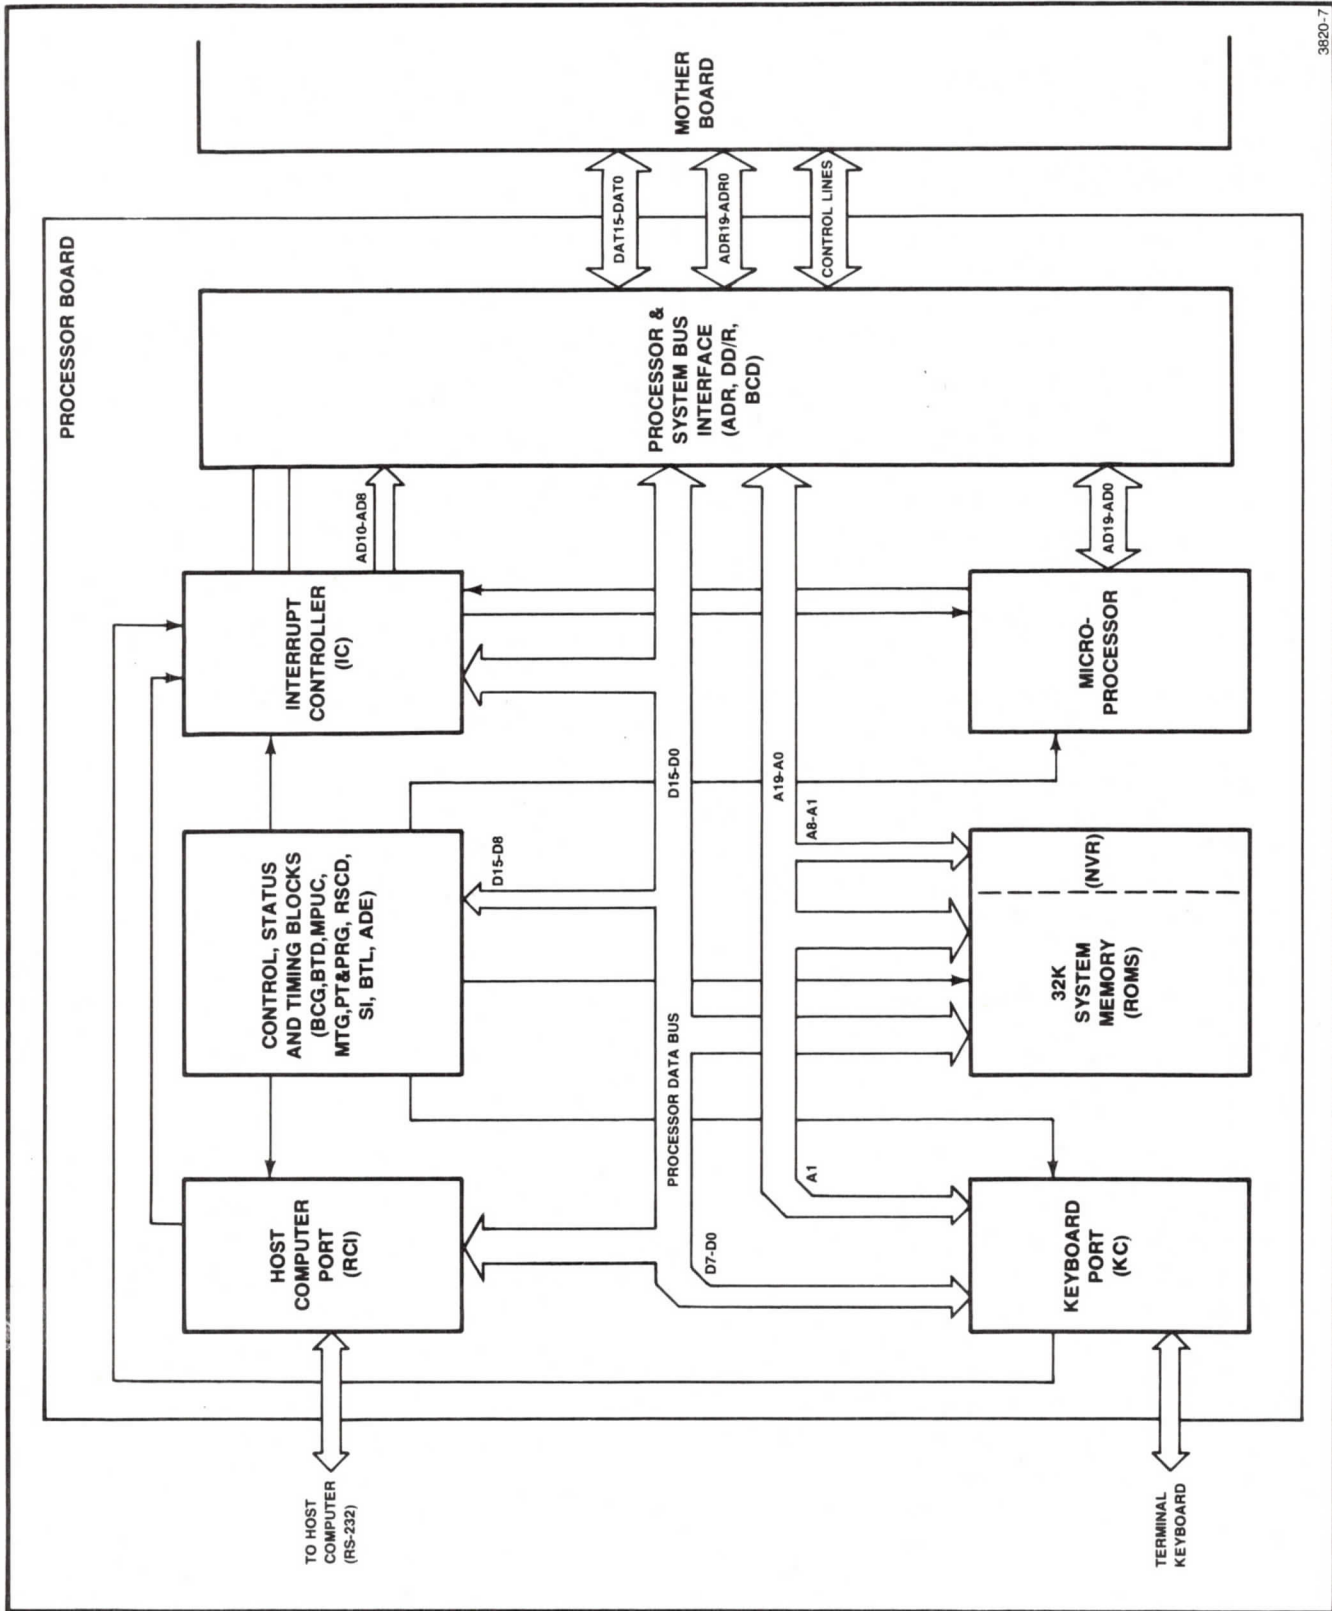 PROCESSOR BOARD
TO HOST
COMPUTER
(RS-232)
HOST
COMPUTER
PORT
(RCI)
CONTROL, STATUS
AND TIMING BLOCKS
(BCG,BTD,MPUC,
MTG,PT&PRG, RSCD,
SI, BTL, ADE)
INTERRUPT
CONTROLLER
(IC)
AD10-AD8
D15-D8
PROCESSOR DATA BUS
D15-D0
D7-D0
A19-A0
A1
A8-A1
PROCESSOR &
SYSTEM BUS
INTERFACE
(ADR, DD/R,
BCD)
DAT15-DAT0
ADR19-ADR0
CONTROL LINES
MOTHER
BOARD
TERMINAL
KEYBOARD
KEYBOARD
PORT
(KC)
32K
SYSTEM
MEMORY
(ROMS)
(NVR)
MICRO-
PROCESSOR
AD19-AD0
3820-7